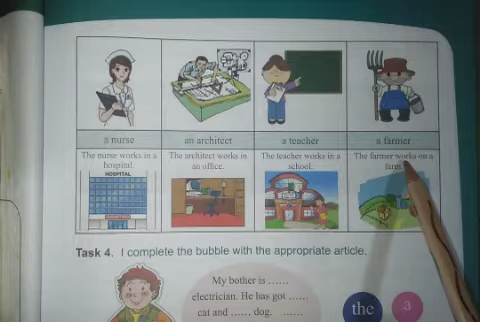 a nurse
an architect
a teacher
a farmer
The nurse works in a
hospital.
The architect works in
an office.
The teacher works in a
school.
The farmer works on a
farm
HOSPITAL
Task 4. I complete the bubble with the appropriate article.
My bother is ......
electrician. He has got ......
cat and ...... dog. ......
the
a